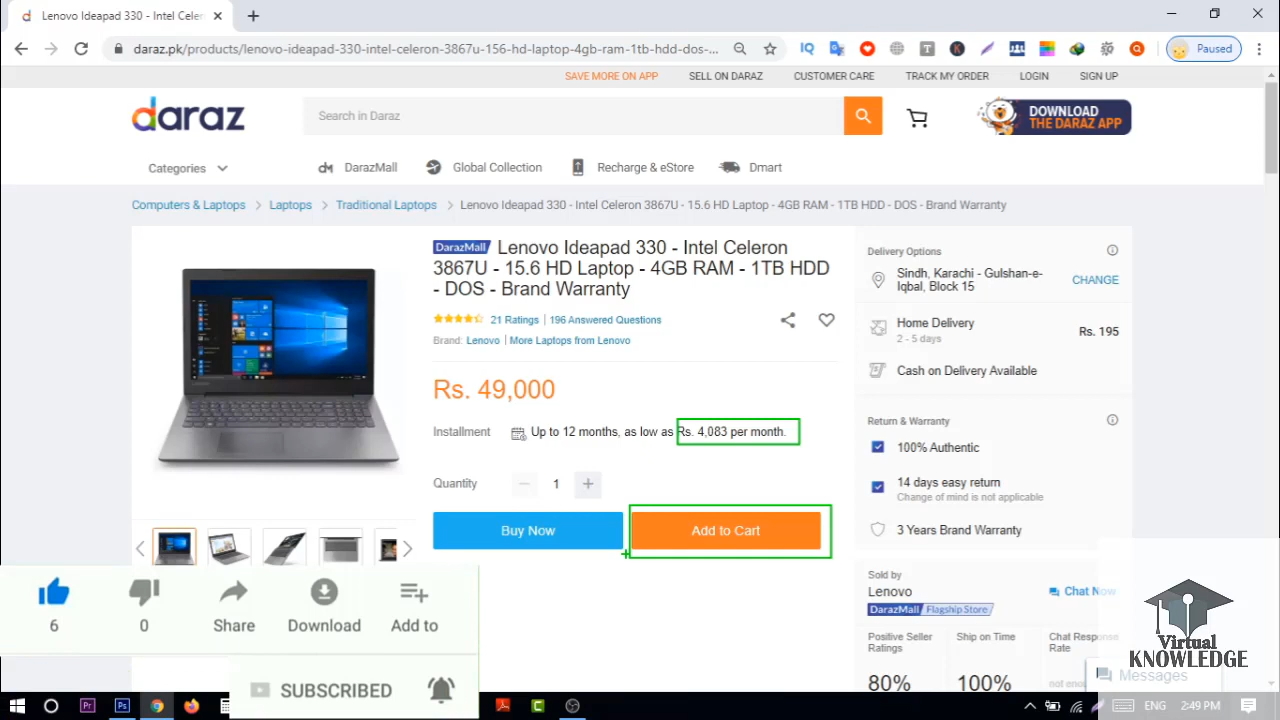 Lenovo Ideapad 330 - Intel Celer
daraz.pk/products/lenovo-ideapad-330-intel-celeron-3867u-156-hd-laptop-4gb-ram-1tb-hdd-dos-...
Paused
SAVE MORE ON APP
SELL ON DARAZ
CUSTOMER CARE
TRACK MY ORDER
LOGIN
SIGN UP
daraz
Search in Daraz
DOWNLOAD
THE DARAZ APP
Categories
DarazMall
Global Collection
Recharge & eStore
Dmart
Computers & Laptops > Laptops > Traditional Laptops > Lenovo Ideapad 330 - Intel Celeron 3867U - 15.6 HD Laptop - 4GB RAM - 1TB HDD - DOS - Brand Warranty
DarazMall Lenovo Ideapad 330 - Intel Celeron
3867U - 15.6 HD Laptop - 4GB RAM - 1TB HDD
- DOS - Brand Warranty
21 Ratings | 196 Answered Questions
Brand: Lenovo | More Laptops from Lenovo
Rs. 49,000
Installment
Up to 12 months, as low as Rs. 4,083 per month.
Quantity
1
Buy Now
Add to Cart
Delivery Options
Sindh, Karachi - Gulshan-e-
Iqbal, Block 15
CHANGE
Home Delivery
Rs. 195
2 - 5 days
Cash on Delivery Available
Return & Warranty
100% Authentic
14 days easy return
Change of mind is not applicable
3 Years Brand Warranty
Sold by
Lenovo
Chat Now
DarazMall Flagship Store
Positive Seller
Ratings
Ship on Time
Chat Response
Rate
80%
100%
Messages
6
0
Share
Download
Add to
SUBSCRIBED
Virtual
KNOWLEDGE
ENG
2:49 PM